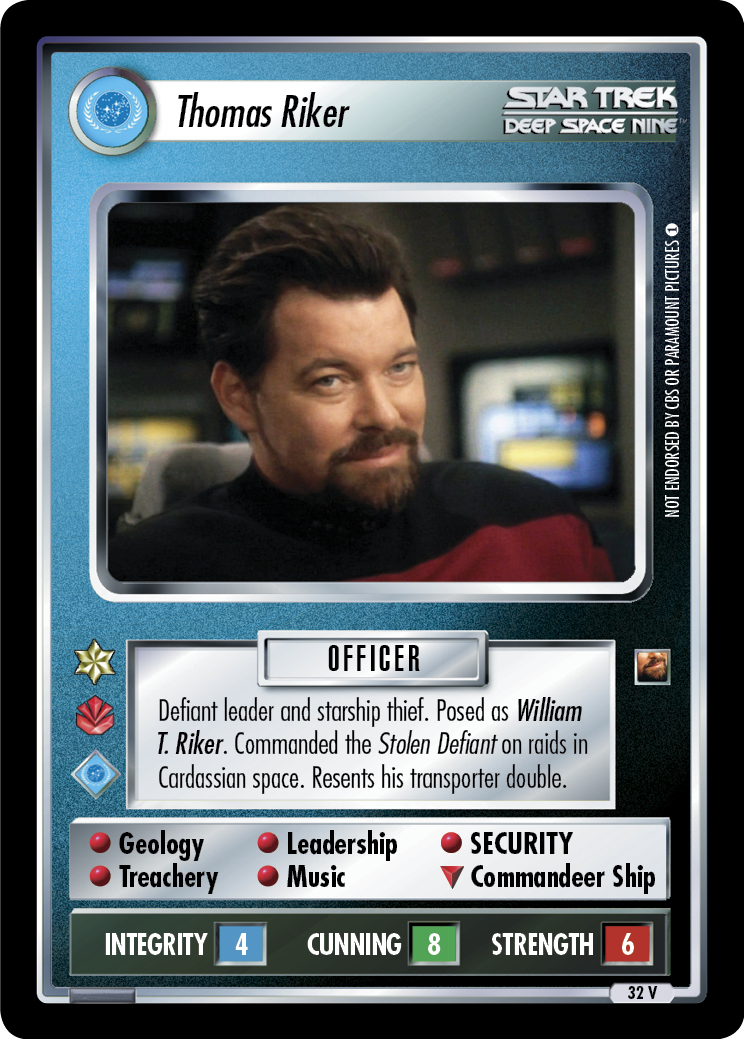 Thomas Riker
STAR TREK
DEEP SPACE NINE™
NOT ENDORSED BY CBS OR PARAMOUNT PICTURES 1
OFFICER
Defiant leader and starship thief. Posed as William
T. Riker. Commanded the Stolen Defiant on raids in
Cardassian space. Resents his transporter double.
Geology Leadership SECURITY
Treachery Music Commandeer Ship
INTEGRITY 4 CUNNING 8 STRENGTH 6
32 V